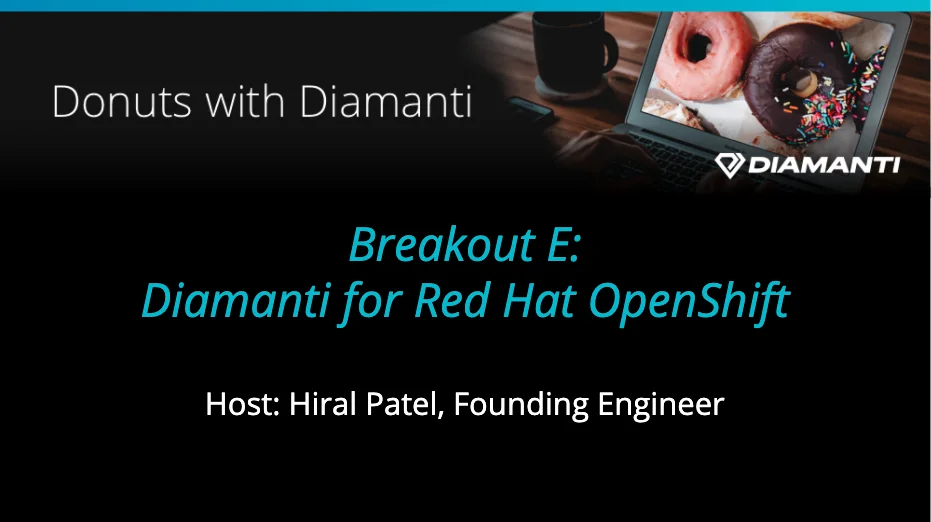 Donuts with Diamanti
DIAMANTI
Breakout E:
Diamanti for Red Hat OpenShift
Host: Hiral Patel, Founding Engineer